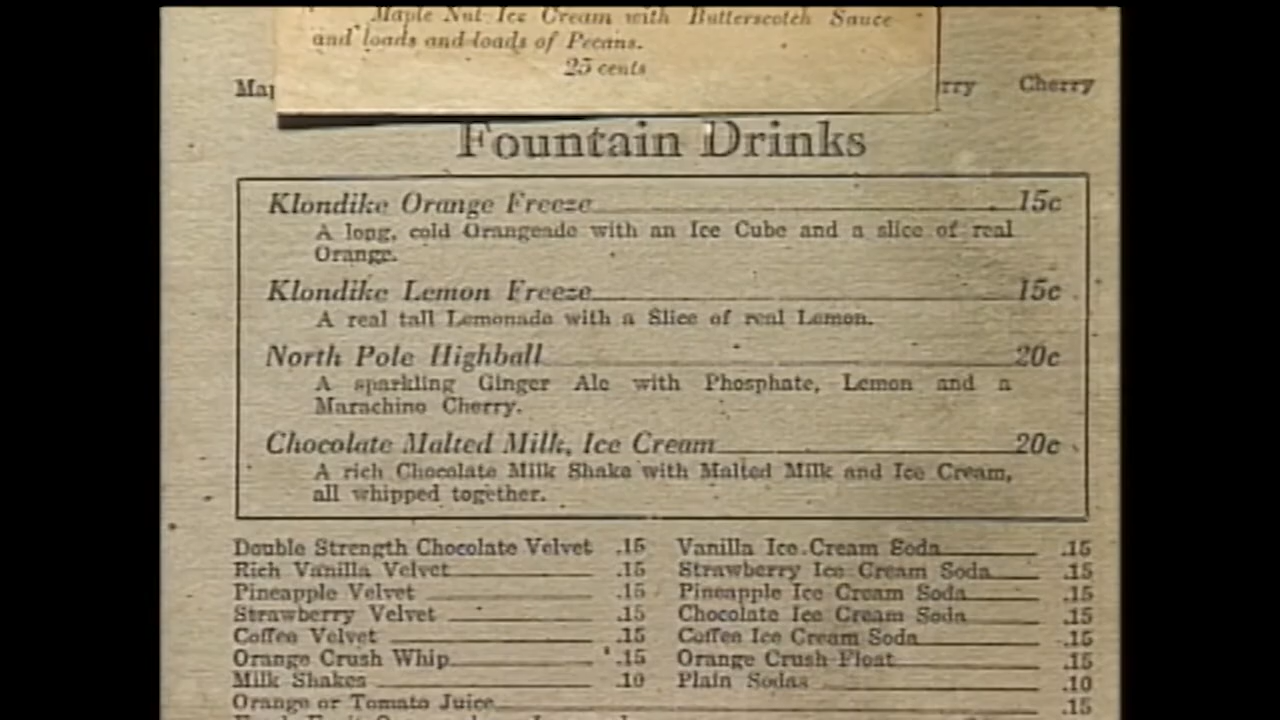 Maple Nut Ice Cream with Butterscotch Sauce
and loads and loads of Pecans.
25 cents
Cherry
Fountain Drinks
Klondike Orange Freeze 15c
A long, cold Orangeade with an Ice Cube and a slice of real
Orange.
Klondike Lemon Freeze 15c
A real tall Lemonade with a Slice of real Lemon.
North Pole Highball 20c
A sparkling Ginger Ale with Phosphate, Lemon and a
Marachino Cherry.
Chocolate Malted Milk, Ice Cream 20c
A rich Chocolate Milk Shake with Malted Milk and Ice Cream,
all whipped together.
Double Strength Chocolate Velvet .15 Vanilla Ice Cream Soda .15
Rich Vanilla Velvet .15 Strawberry Ice Cream Soda .15
Pineapple Velvet .15 Pineapple Ice Cream Soda .15
Strawberry Velvet .15 Chocolate Ice Cream Soda .15
Coffee Velvet .15 Coffee Ice Cream Soda .15
Orange Crush Whip .15 Orange Crush Float .15
Milk Shakes .10 Plain Sodas .10
Orange or Tomato Juice .15